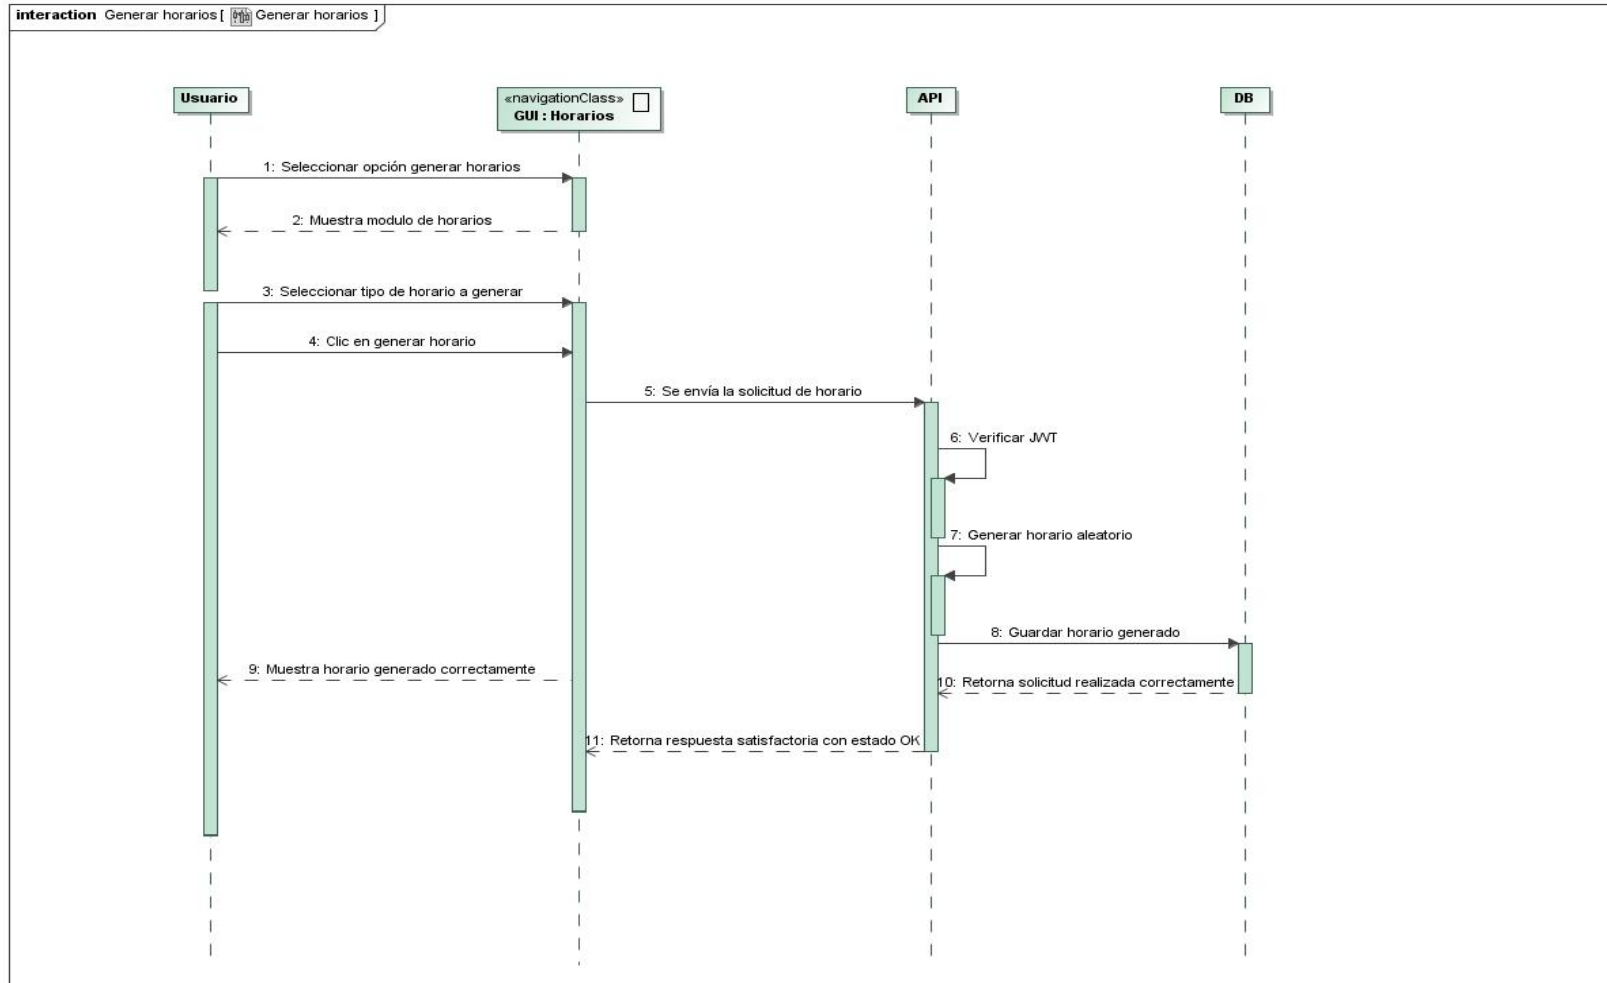 interaction Generar horarios[ Generar horarios ]
Usuario
«navigationClass»
GUI : Horarios
API
DB
1: Seleccionar opción generar horarios
2: Muestra modulo de horarios
3: Seleccionar tipo de horario a generar
4: Clic en generar horario
5: Se envía la solicitud de horario
6: Verificar JWT
7: Generar horario aleatorio
8: Guardar horario generado
9: Muestra horario generado correctamente
10: Retorna solicitud realizada correctamente
11: Retorna respuesta satisfactoria con estado OK